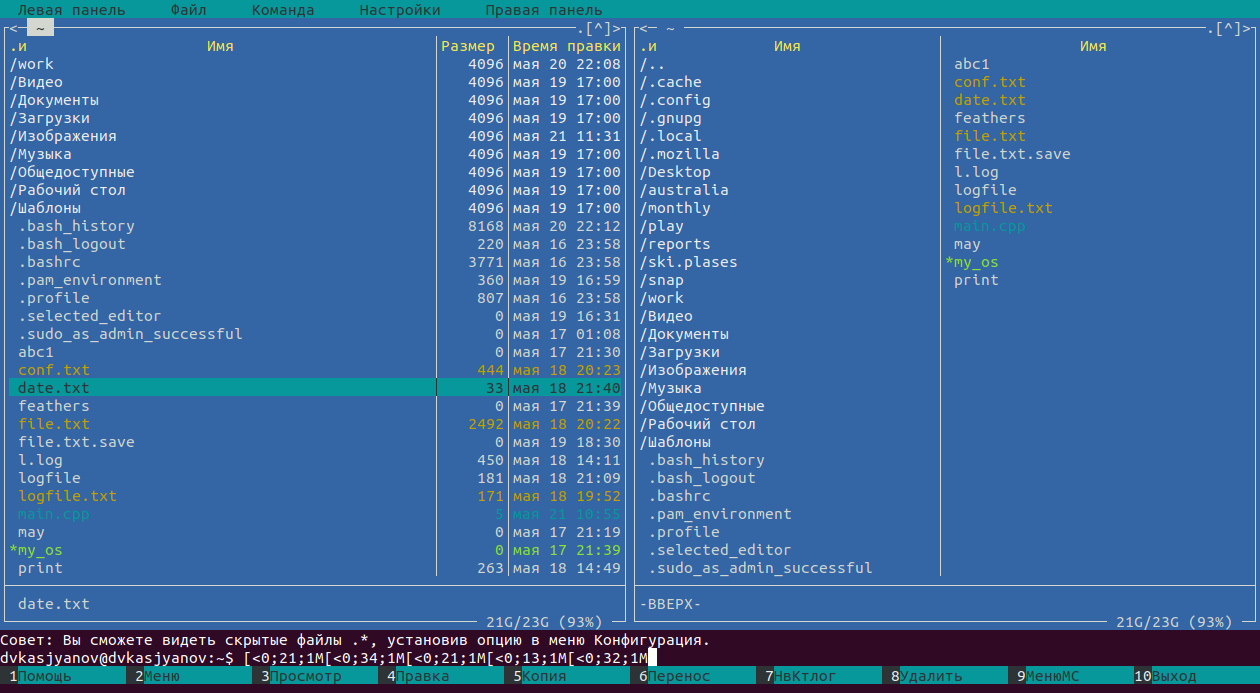 Левая панель Файл Команда Настройки Правая панель
<- ~ .[^]>
.и Имя Размер Время правки
/work 4096 мая 20 22:08
/Видео 4096 мая 19 17:00
/Документы 4096 мая 19 17:00
/Загрузки 4096 мая 19 17:00
/Изображения 4096 мая 21 11:31
/Музыка 4096 мая 19 17:00
/Общедоступные 4096 мая 19 17:00
/Рабочий стол 4096 мая 19 17:00
/Шаблоны 4096 мая 19 17:00
.bash_history 8168 мая 20 22:12
.bash_logout 220 мая 16 23:58
.bashrc 3771 мая 16 23:58
.pam_environment 360 мая 19 16:59
.profile 807 мая 16 23:58
.selected_editor 0 мая 19 16:31
.sudo_as_admin_successful 0 мая 17 01:08
abc1 0 мая 17 21:30
conf.txt 444 мая 18 20:23
date.txt 33 мая 18 21:40
feathers 0 мая 17 21:39
file.txt 2492 мая 18 20:22
file.txt.save 0 мая 19 18:30
l.log 450 мая 18 14:11
logfile 181 мая 18 21:09
logfile.txt 171 мая 18 19:52
main.cpp 5 мая 21 10:55
may 0 мая 17 21:19
*my_os 0 мая 17 21:39
print 263 мая 18 14:49
date.txt
21G/23G (93%)
<- ~ .[^]>
.и Имя
/..
/.cache
/.config
/.gnupg
/.local
/.mozilla
/Desktop
/australia
/monthly
/play
/reports
/ski.plases
/snap
/work
/Видео
/Документы
/Загрузки
/Изображения
/Музыка
/Общедоступные
/Рабочий стол
/Шаблоны
.bash_history
.bash_logout
.bashrc
.pam_environment
.profile
.selected_editor
.sudo_as_admin_successful
Имя
abc1
conf.txt
date.txt
feathers
file.txt
file.txt.save
l.log
logfile
logfile.txt
main.cpp
may
*my_os
print
-ВВЕРХ-
21G/23G (93%)
Совет: Вы сможете видеть скрытые файлы .*, установив опцию в меню Конфигурация.
dvkasjyanov@dvkasjyanov:~$ [<0;21;1M[<0;34;1M[<0;21;1M[<0;13;1M[<0;32;1M
1Помощь 2Меню 3Просмотр 4Правка 5Копия 6Перенос 7НвКтлог 8Удалить 9МенюМС 10Выход